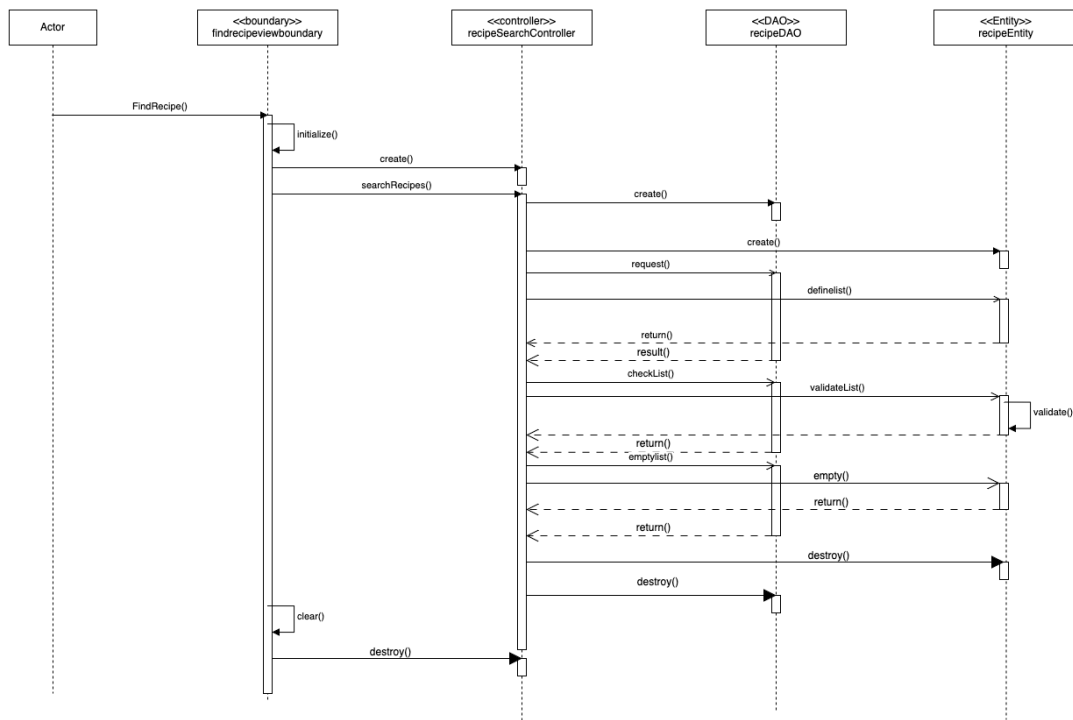 Actor
<<boundary>>
findrecipeviewboundary
<<controller>>
recipeSearchController
<<DAO>>
recipeDAO
<<Entity>>
recipeEntity
FindRecipe()
initialize()
create()
searchRecipes()
create()
create()
request()
definelist()
return()
result()
checkList()
validateList()
validate()
return()
emptylist()
empty()
return()
return()
destroy()
destroy()
clear()
destroy()